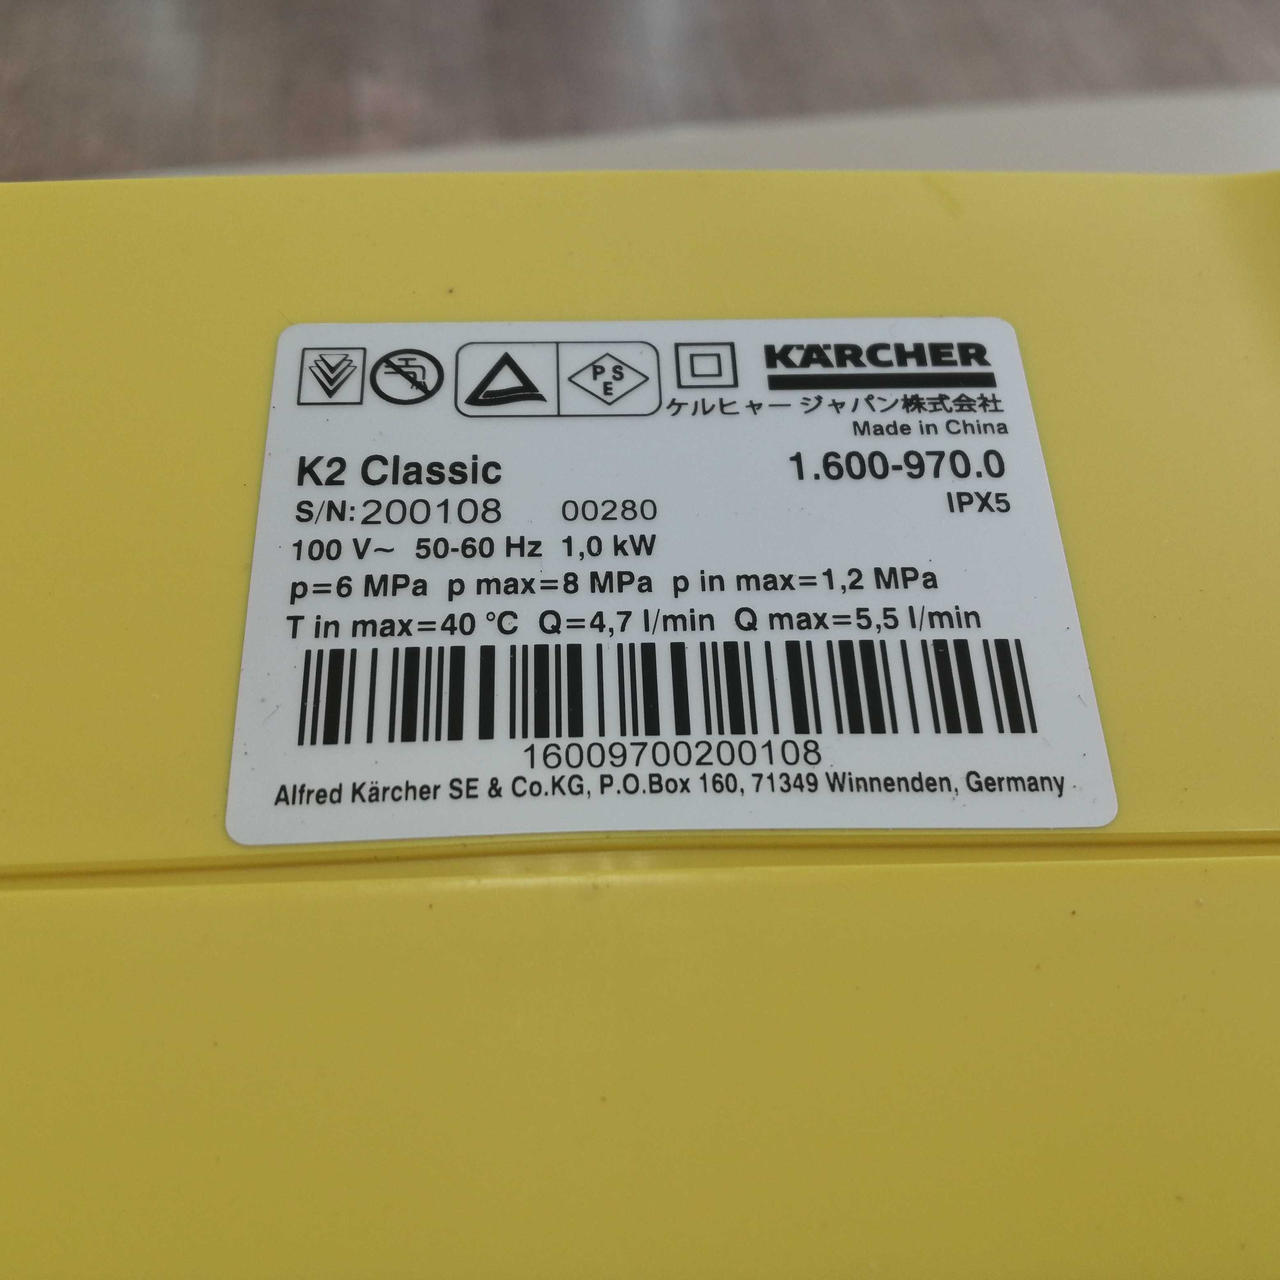 PSE
KÄRCHER
ケルヒャー ジャパン株式会社
Made in China
K2 Classic 1.600-970.0
S/N: 200108 00280 IPX5
100 V~ 50-60 Hz 1,0 kW
p=6 MPa p max=8 MPa p in max=1,2 MPa
T in max=40 °C Q=4,7 l/min Q max=5,5 l/min
16009700200108
Alfred Kärcher SE & Co.KG, P.O.Box 160, 71349 Winnenden, Germany